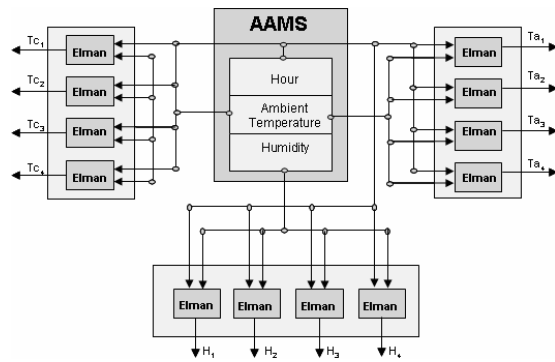 AAMS
Hour
Ambient
Temperature
Humidity
Tc₁
Elman
Tc₂
Elman
Tc₃
Elman
Tc₄
Elman
Elman
Ta₁
Elman
Ta₂
Elman
Ta₃
Elman
Ta₄
Elman
Elman
Elman
Elman
H₁
H₂
H₃
H₄